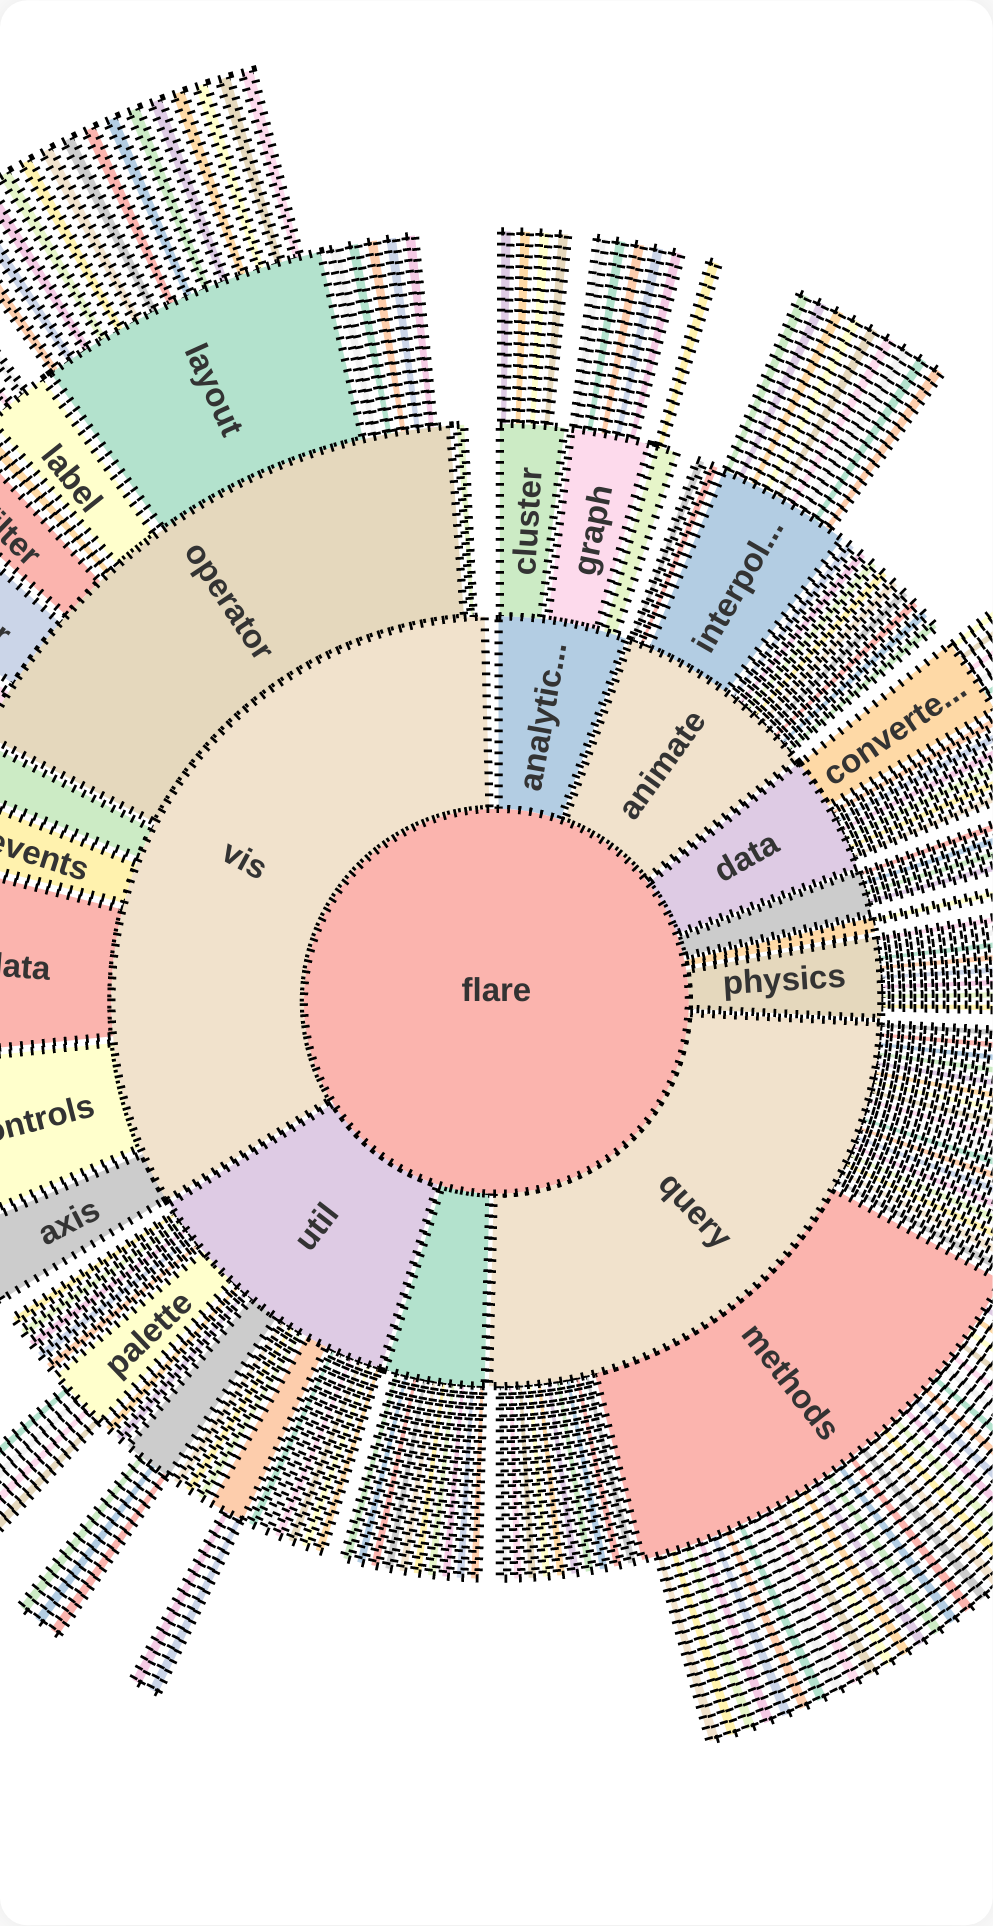 layout
label
ilter
r
operator
cluster
graph
interpol...
analytic...
animate
converte...
data
vis
events
lata
flare
physics
ontrols
axis
util
query
palette
methods